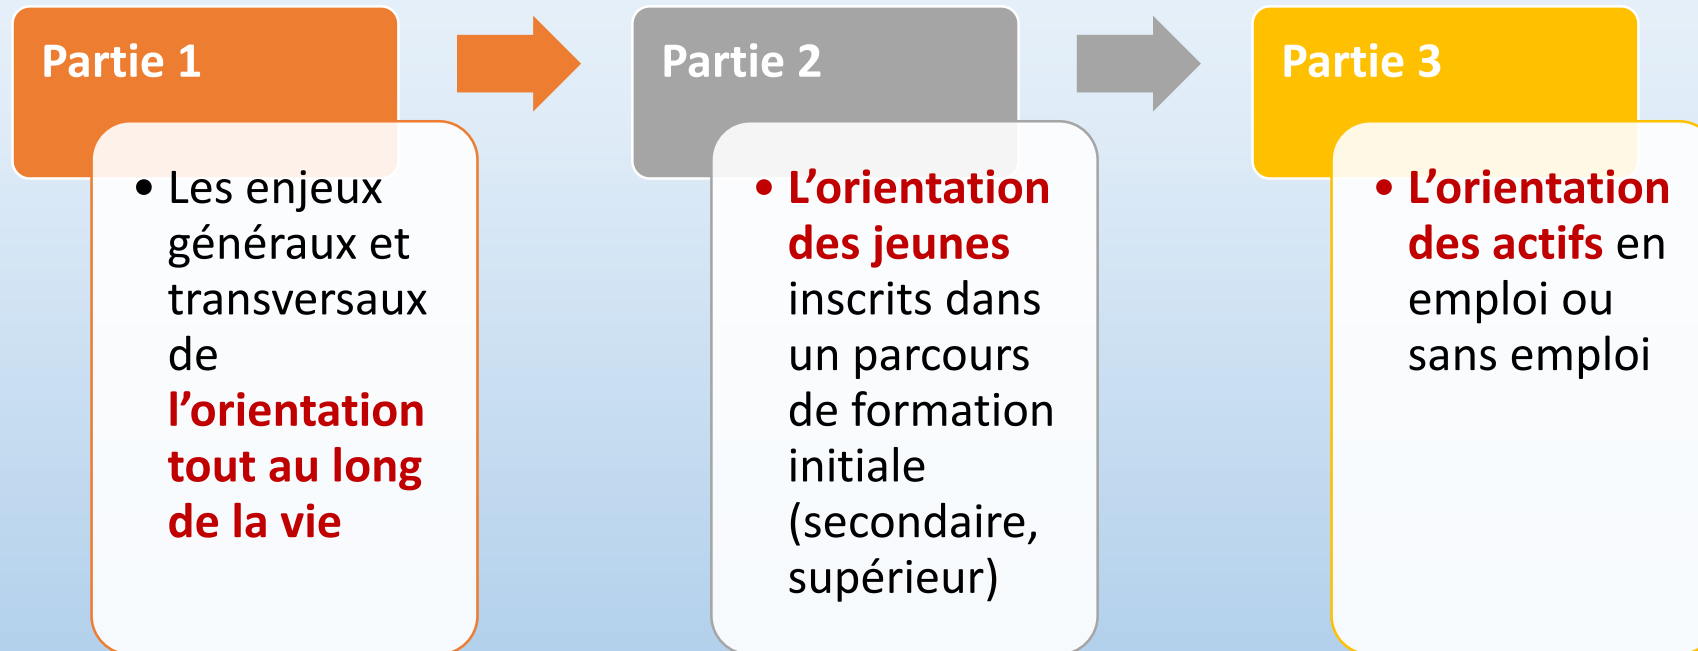 Partie 1
• Les enjeux
généraux et
transversaux
de
l’orientation
tout au long
de la vie
Partie 2
• L’orientation
des jeunes
inscrits dans
un parcours
de formation
initiale
(secondaire,
supérieur)
Partie 3
• L’orientation
des actifs en
emploi ou
sans emploi